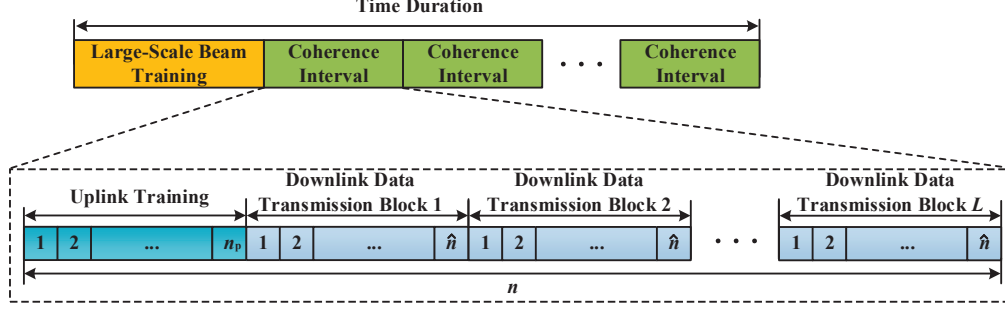 Time Duration
Large-Scale Beam
Training
Coherence
Interval
Coherence
Interval
. . .
Coherence
Interval
Uplink Training
Downlink Data
Transmission Block 1
Downlink Data
Transmission Block 2
Downlink Data
Transmission Block L
1 2 ... nₚ 1 2 ... n̂ 1 2 ... n̂ . . . 1 2 ... n̂
n